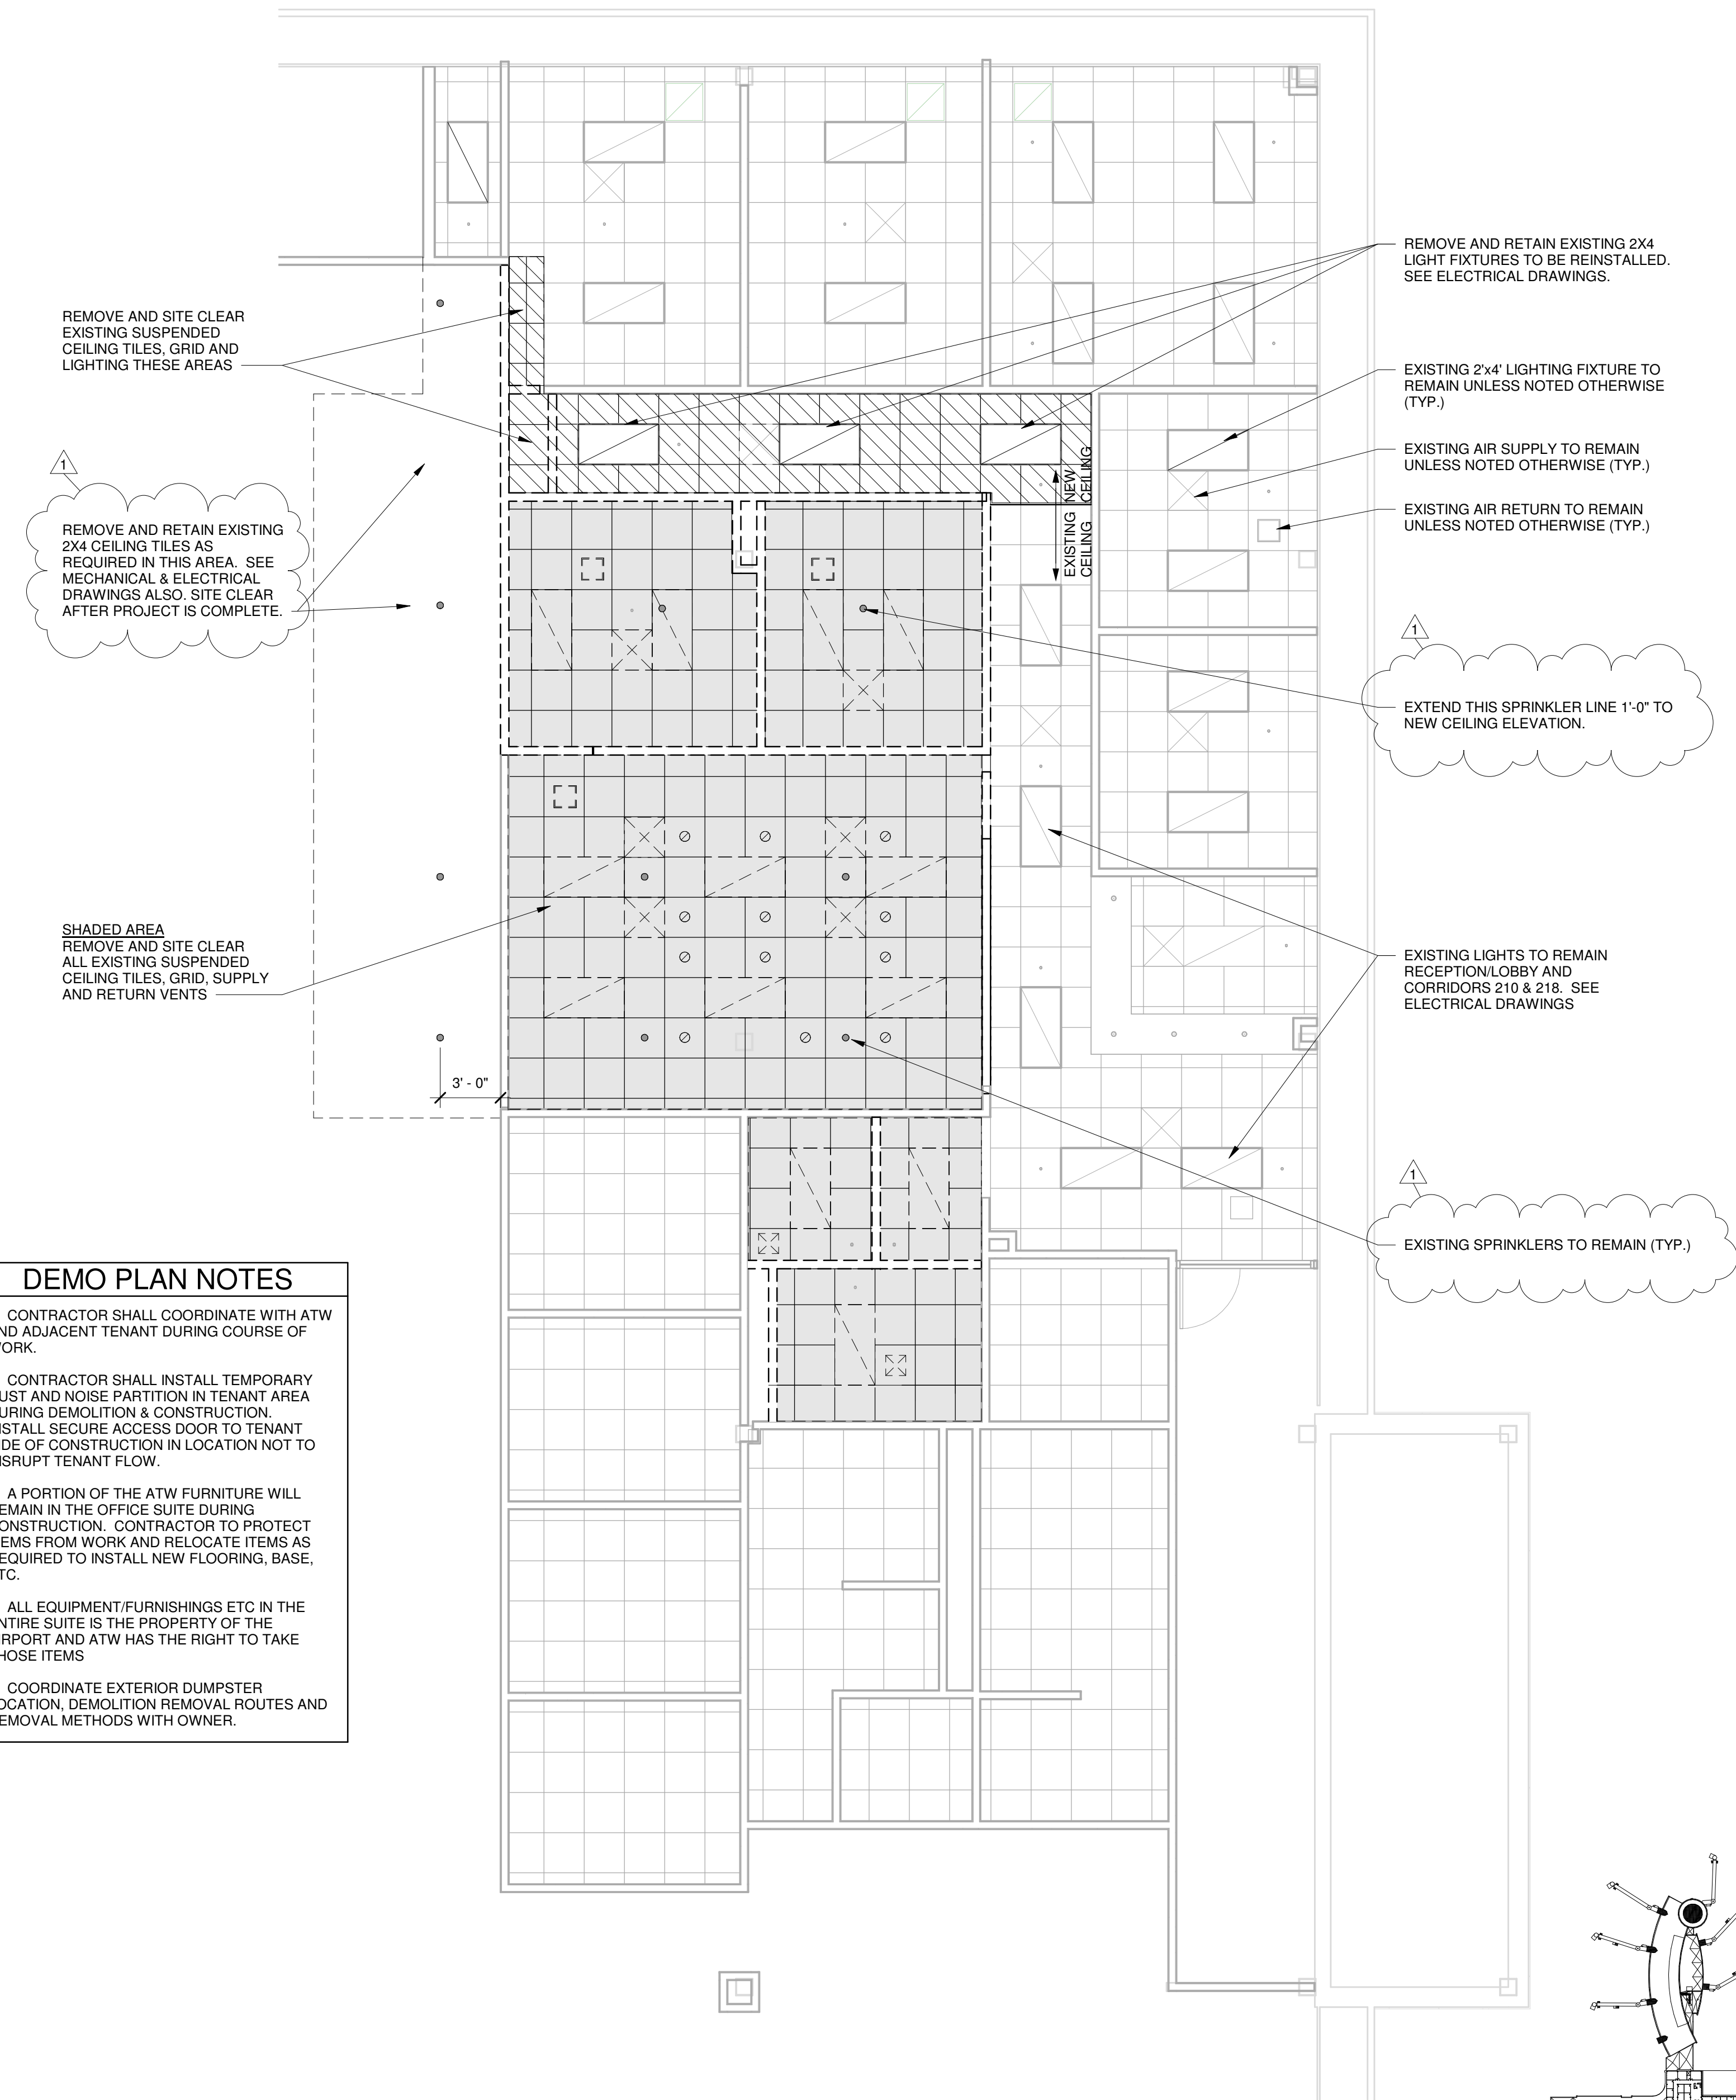 REMOVE AND SITE CLEAR
EXISTING SUSPENDED
CEILING TILES, GRID AND
LIGHTING THESE AREAS
1
REMOVE AND RETAIN EXISTING
2X4 CEILING TILES AS
REQUIRED IN THIS AREA. SEE
MECHANICAL & ELECTRICAL
DRAWINGS ALSO. SITE CLEAR
AFTER PROJECT IS COMPLETE.
SHADED AREA
REMOVE AND SITE CLEAR
ALL EXISTING SUSPENDED
CEILING TILES, GRID, SUPPLY
AND RETURN VENTS
3' - 0"
EXISTING NEW
CEILING CEILING
REMOVE AND RETAIN EXISTING 2X4
LIGHT FIXTURES TO BE REINSTALLED.
SEE ELECTRICAL DRAWINGS.
EXISTING 2'x4' LIGHTING FIXTURE TO
REMAIN UNLESS NOTED OTHERWISE
(TYP.)
EXISTING AIR SUPPLY TO REMAIN
UNLESS NOTED OTHERWISE (TYP.)
EXISTING AIR RETURN TO REMAIN
UNLESS NOTED OTHERWISE (TYP.)
1
EXTEND THIS SPRINKLER LINE 1'-0" TO
NEW CEILING ELEVATION.
EXISTING LIGHTS TO REMAIN
RECEPTION/LOBBY AND
CORRIDORS 210 & 218. SEE
ELECTRICAL DRAWINGS
1
EXISTING SPRINKLERS TO REMAIN (TYP.)
DEMO PLAN NOTES
CONTRACTOR SHALL COORDINATE WITH ATW
ND ADJACENT TENANT DURING COURSE OF
ORK.
CONTRACTOR SHALL INSTALL TEMPORARY
UST AND NOISE PARTITION IN TENANT AREA
URING DEMOLITION & CONSTRUCTION.
NSTALL SECURE ACCESS DOOR TO TENANT
IDE OF CONSTRUCTION IN LOCATION NOT TO
ISRUPT TENANT FLOW.
A PORTION OF THE ATW FURNITURE WILL
EMAIN IN THE OFFICE SUITE DURING
ONSTRUCTION. CONTRACTOR TO PROTECT
EMS FROM WORK AND RELOCATE ITEMS AS
EQUIRED TO INSTALL NEW FLOORING, BASE,
TC.
ALL EQUIPMENT/FURNISHINGS ETC IN THE
NTIRE SUITE IS THE PROPERTY OF THE
IRPORT AND ATW HAS THE RIGHT TO TAKE
HOSE ITEMS
COORDINATE EXTERIOR DUMPSTER
OCATION, DEMOLITION REMOVAL ROUTES AND
EMOVAL METHODS WITH OWNER.